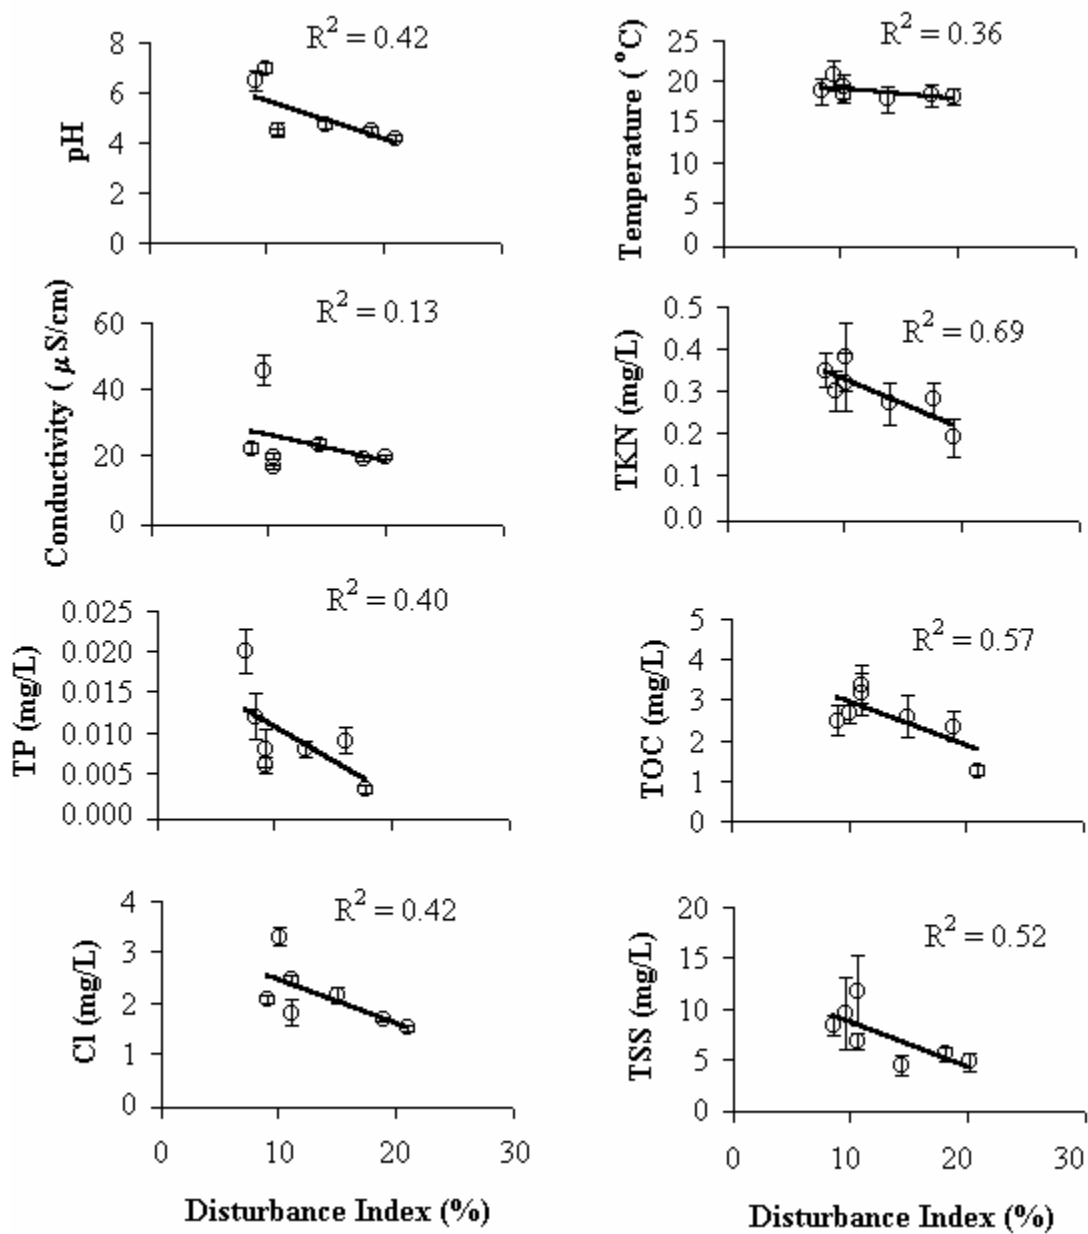 R² = 0.42
8
6
4
2
0
pH
R² = 0.36
25
20
15
10
5
0
Temperature ( °C)
R² = 0.13
60
40
20
0
Conductivity ( μ S/cm)
R² = 0.69
0.5
0.4
0.3
0.2
0.1
0.0
TKN (mg/L)
R² = 0.40
0.025
0.020
0.015
0.010
0.005
0.000
TP (mg/L)
R² = 0.57
5
4
3
2
1
0
TOC (mg/L)
R² = 0.42
4
3
2
1
0
Cl (mg/L)
0 10 20 30
Disturbance Index (%)
R² = 0.52
20
15
10
5
0
TSS (mg/L)
0 10 20 30
Disturbance Index (%)